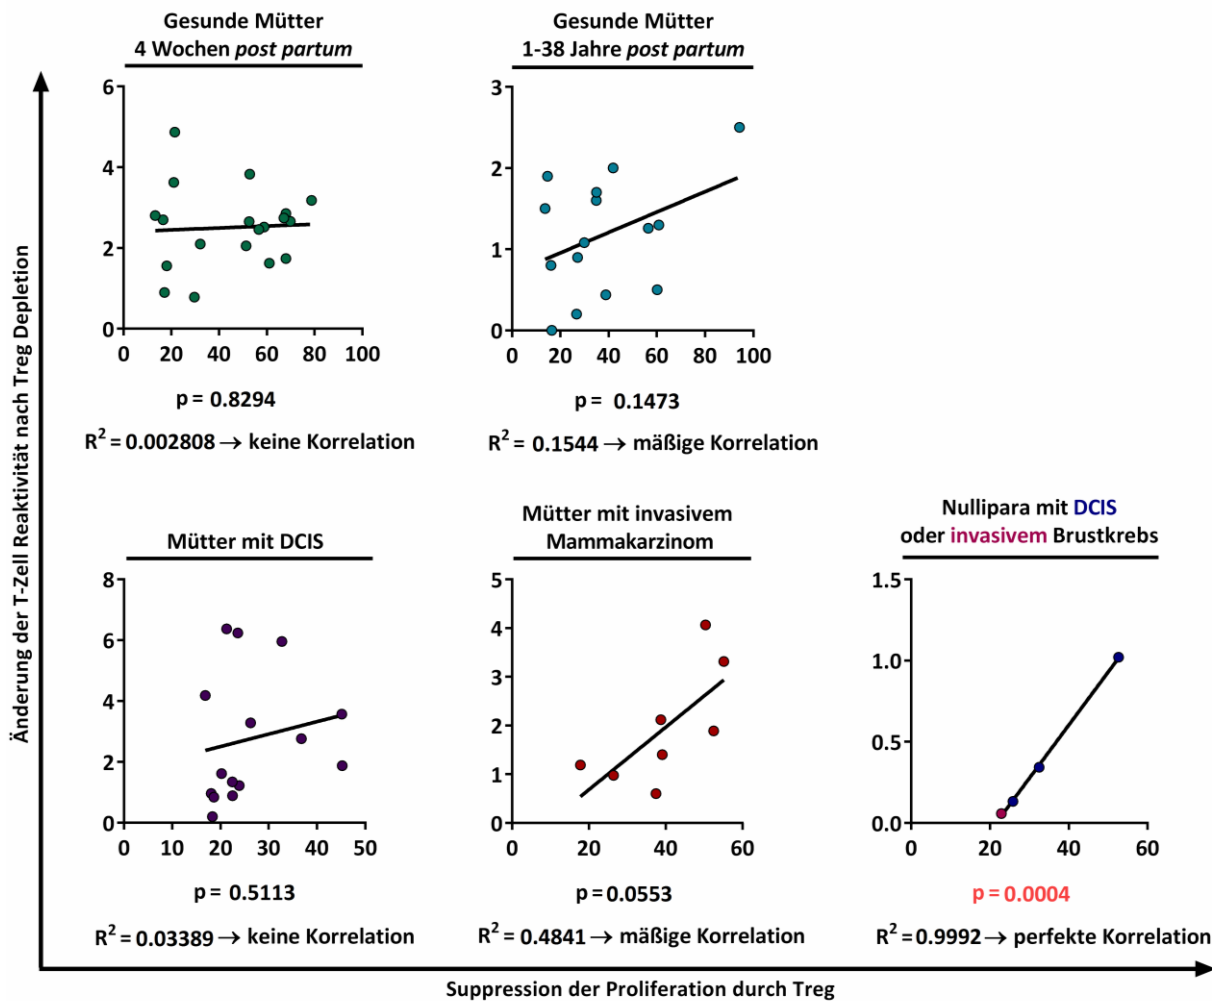 Gesunde Mütter
4 Wochen post partum
6
4
2
0
0 20 40 60 80 100
p = 0.8294
R² = 0.002808 → keine Korrelation
Gesunde Mütter
1-38 Jahre post partum
3
2
1
0
0 20 40 60 80 100
p = 0.1473
R² = 0.1544 → mäßige Korrelation
Änderung der T-Zell Reaktivität nach Treg Depletion
Mütter mit DCIS
8
6
4
2
0
0 10 20 30 40 50
p = 0.5113
R² = 0.03389 → keine Korrelation
Mütter mit invasivem
Mammakarzinom
5
4
3
2
1
0
0 20 40 60
p = 0.0553
R² = 0.4841 → mäßige Korrelation
Nullipara mit DCIS
oder invasivem Brustkrebs
1.5
1.0
0.5
0.0
0 20 40 60
p = 0.0004
R² = 0.9992 → perfekte Korrelation
Suppression der Proliferation durch Treg